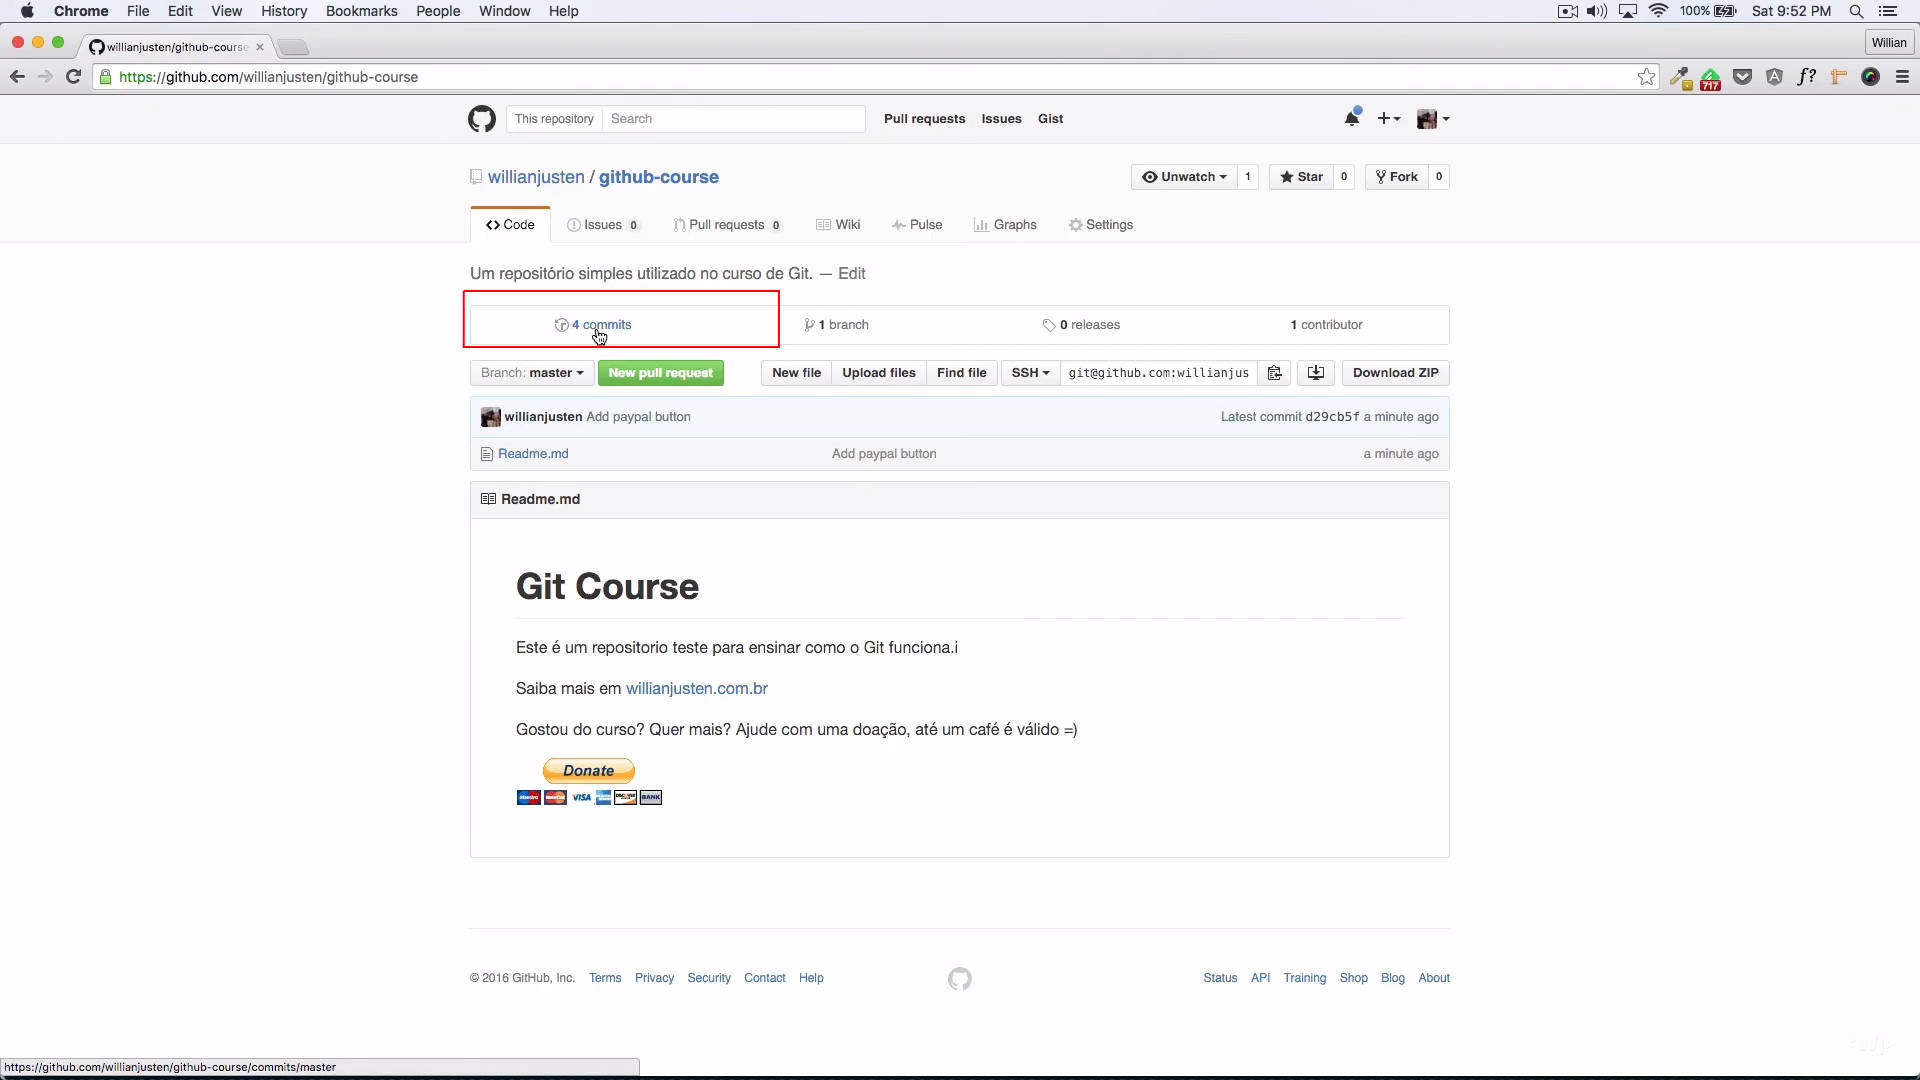 Chrome File Edit View History Bookmarks People Window Help 100% Sat 9:52 PM
willianjusten/github-course Willian
https://github.com/willianjusten/github-course 717 f?
This repository Search Pull requests Issues Gist
willianjusten / github-course Unwatch 1 Star 0 Fork 0
Code Issues 0 Pull requests 0 Wiki Pulse Graphs Settings
Um repositório simples utilizado no curso de Git. — Edit
4 commits 1 branch 0 releases 1 contributor
Branch: master New pull request New file Upload files Find file SSH git@github.com:willianjus Download ZIP
willianjusten Add paypal button Latest commit d29cb5f a minute ago
Readme.md Add paypal button a minute ago
Readme.md
Git Course
Este é um repositorio teste para ensinar como o Git funciona.i
Saiba mais em willianjusten.com.br
Gostou do curso? Quer mais? Ajude com uma doação, até um café é válido =)
Donate
VISA BANK
© 2016 GitHub, Inc. Terms Privacy Security Contact Help Status API Training Shop Blog About
https://github.com/willianjusten/github-course/commits/master